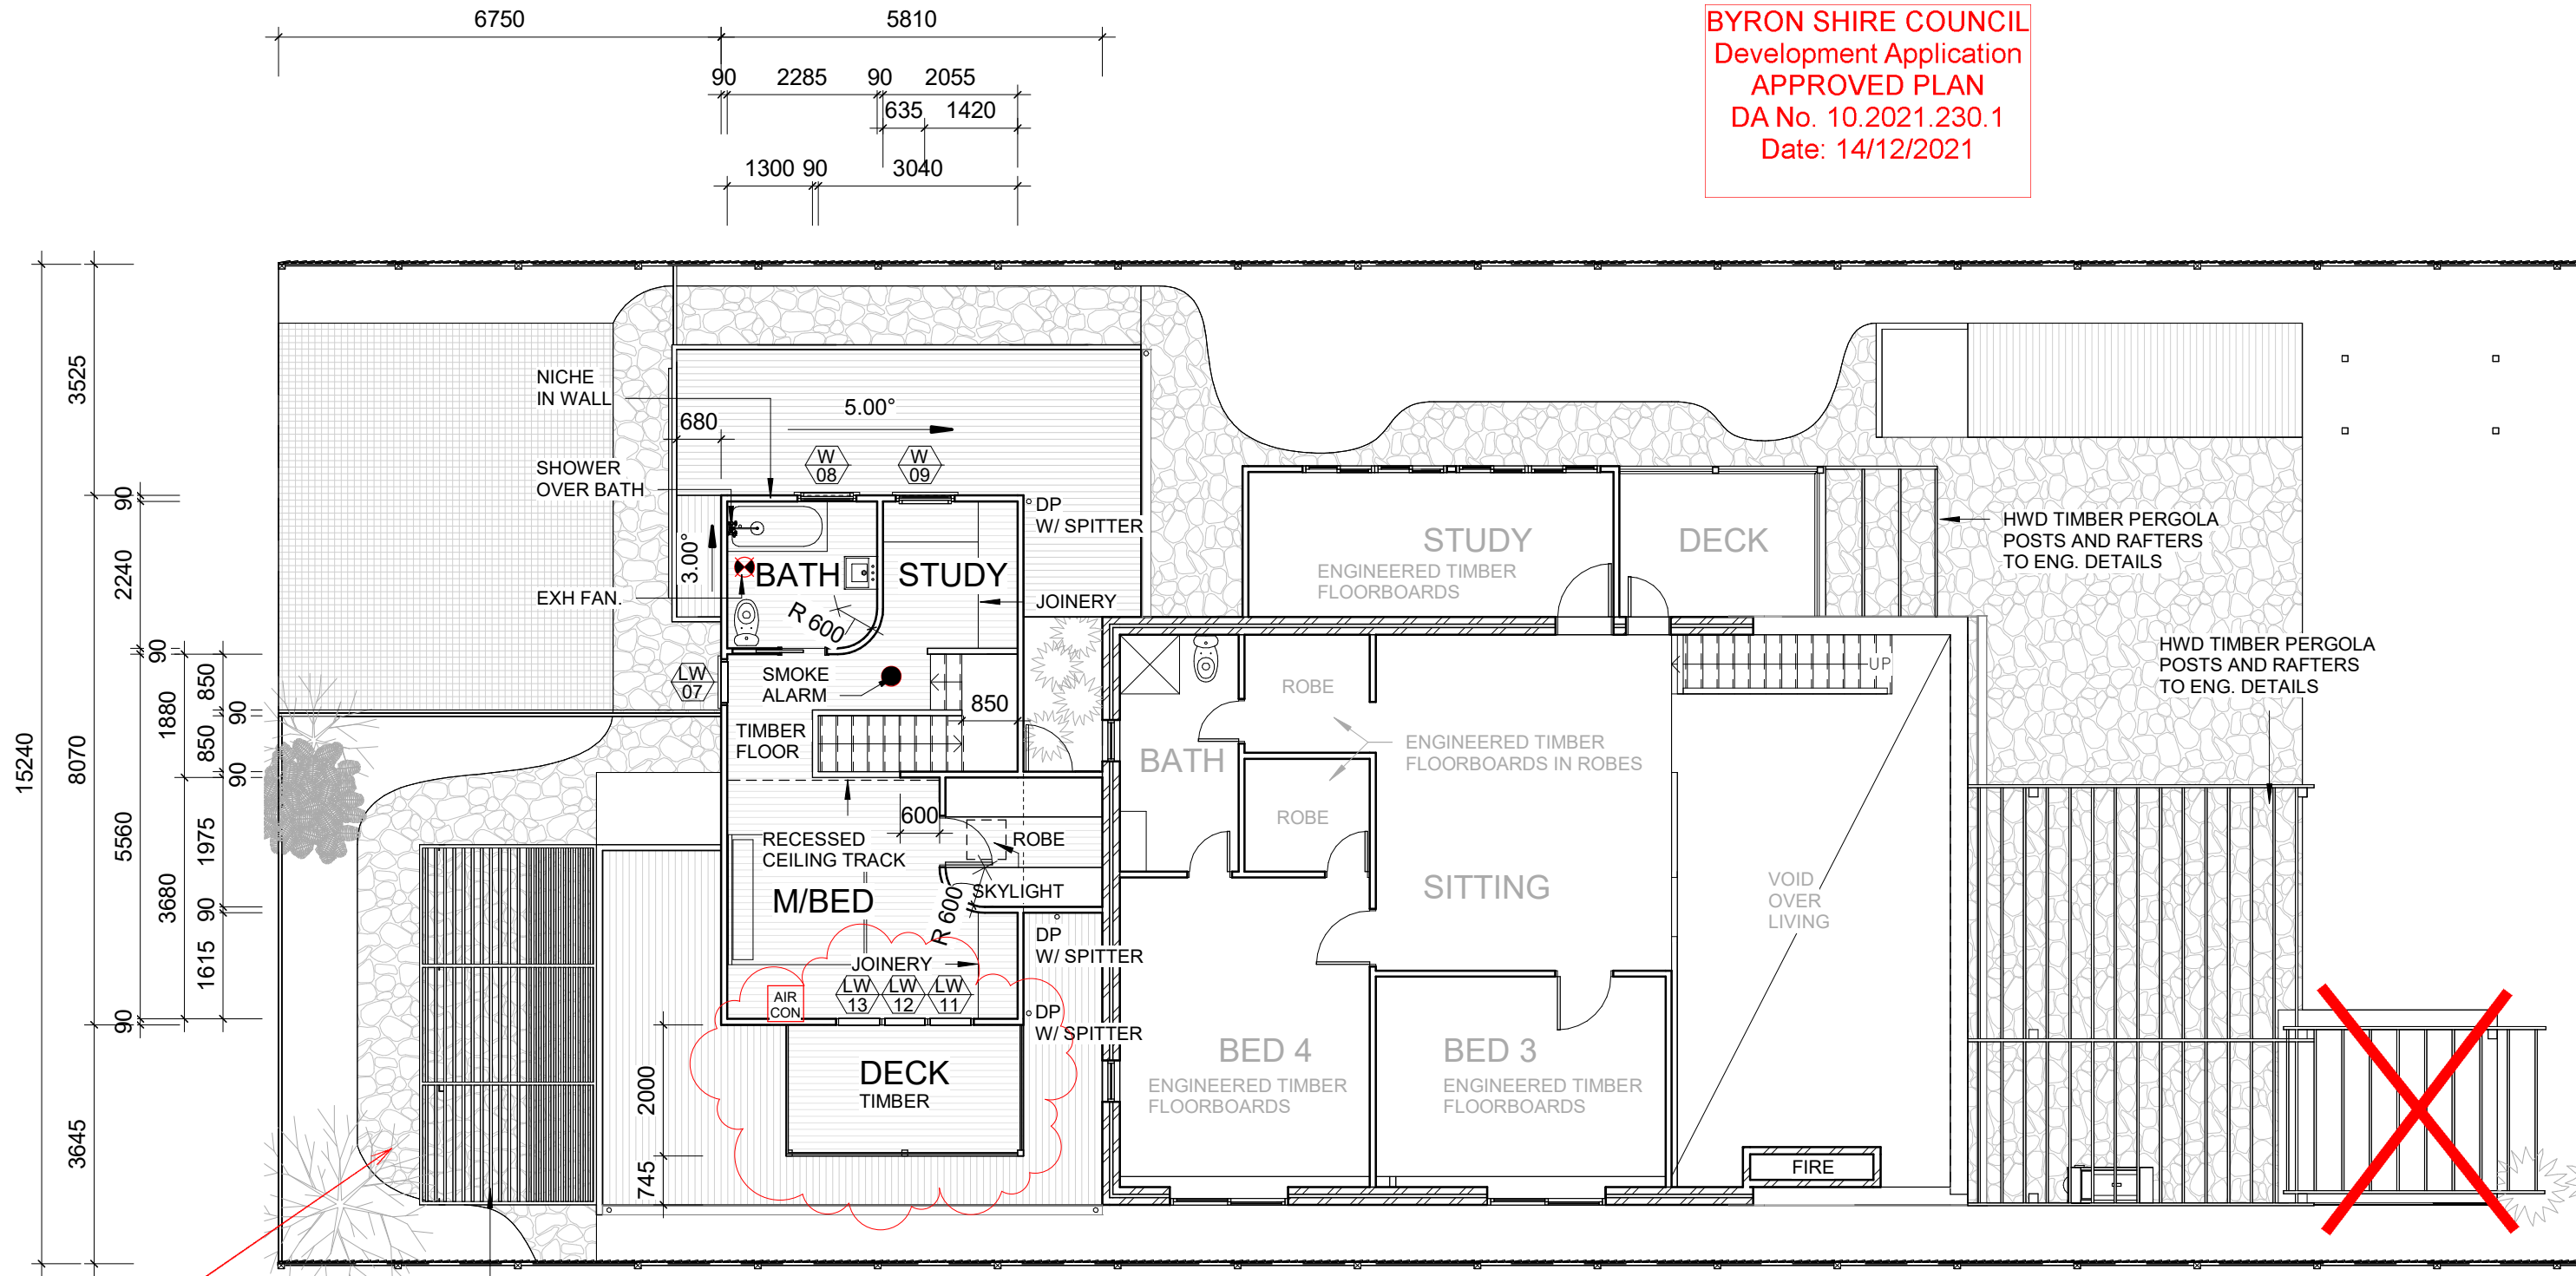 6750
5810
BYRON SHIRE COUNCIL
Development Application
APPROVED PLAN
DA No. 10.2021.230.1
Date: 14/12/2021
90 2285 90 2055
635 1420
1300 90 3040
15240
3525
8070
3645
90
2240
90
5560
90
1880
3680
850
90
850
90
1975
90
1615
NICHE
IN WALL
680
5.00°
W
08
W
09
SHOWER
OVER BATH
DP
W/ SPITTER
3.00°
BATH
STUDY
EXH FAN.
R 600
JOINERY
LW
07
SMOKE
ALARM
850
TIMBER
FLOOR
600
RECESSED
CEILING TRACK
ROBE
SKYLIGHT
M/BED
R 600
DP
W/ SPITTER
JOINERY
AIR
CON
LW
13
LW
12
LW
11
DP
W/ SPITTER
DECK
TIMBER
2000
745
STUDY
ENGINEERED TIMBER
FLOORBOARDS
DECK
HWD TIMBER PERGOLA
POSTS AND RAFTERS
TO ENG. DETAILS
HWD TIMBER PERGOLA
POSTS AND RAFTERS
TO ENG. DETAILS
UP
ROBE
BATH
ENGINEERED TIMBER
FLOORBOARDS IN ROBES
ROBE
SITTING
VOID
OVER
LIVING
BED 4
ENGINEERED TIMBER
FLOORBOARDS
BED 3
ENGINEERED TIMBER
FLOORBOARDS
FIRE